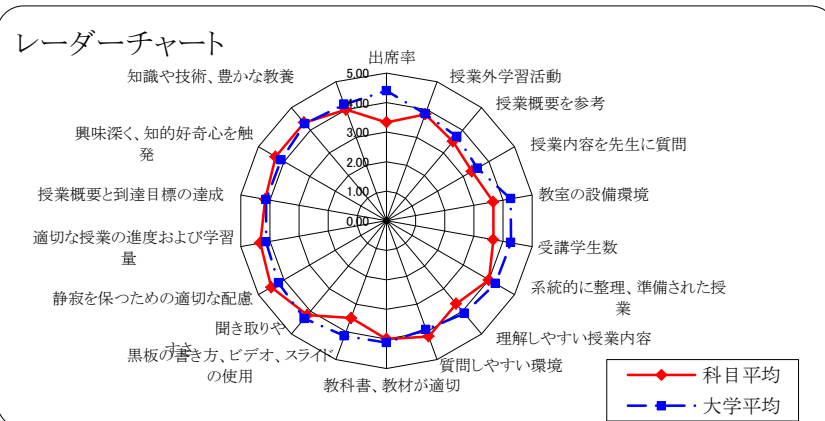 レーダーチャート
出席率
授業外学習活動
授業概要を参考
授業内容を先生に質問
教室の設備環境
受講学生数
系統的に整理、準備された授
業
理解しやすい授業内容
質問しやすい環境
教科書、教材が適切
黒板の書き方、ビデオ、スライド
の使用
聞き取りや
すさ
静寂を保つための適切な配慮
適切な授業の進度および学習
量
授業概要と到達目標の達成
興味深く、知的好奇心を触
発
知識や技術、豊かな教養
5.00
4.00
3.00
2.00
1.00
0.00
科目平均
大学平均